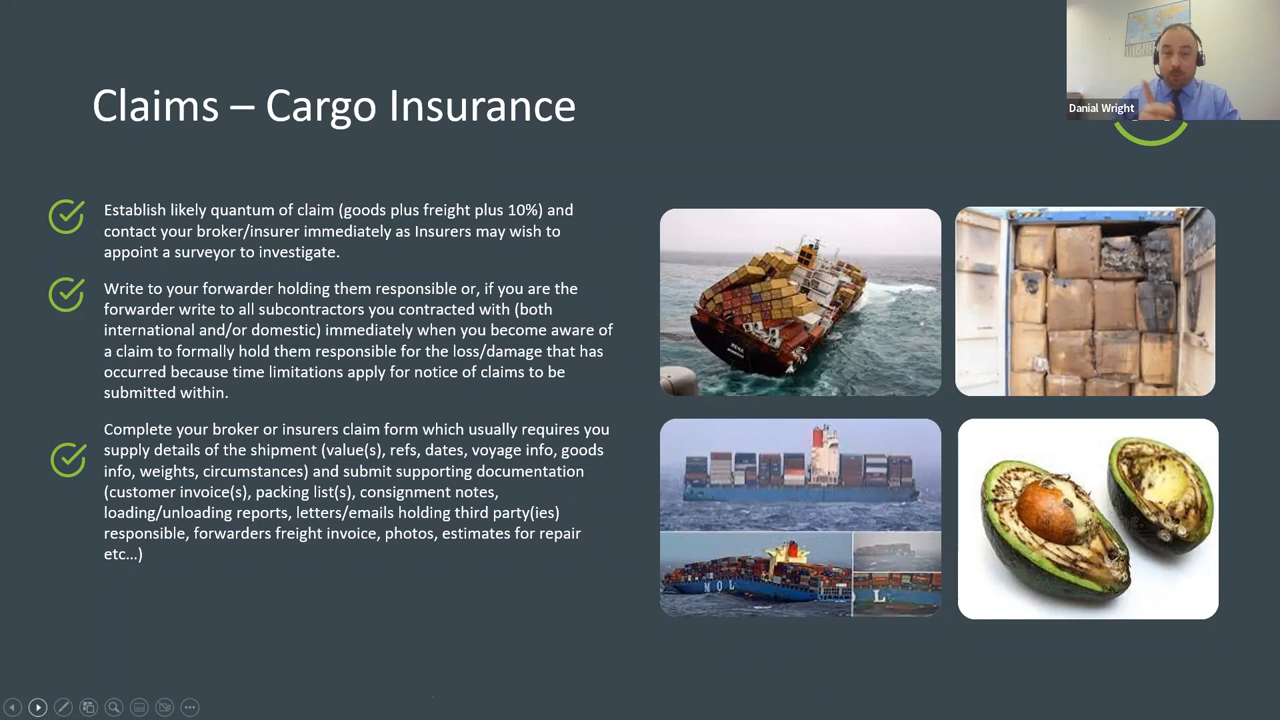 Danial Wright
Claims – Cargo Insurance
Establish likely quantum of claim (goods plus freight plus 10%) and
contact your broker/insurer immediately as Insurers may wish to
appoint a surveyor to investigate.
Write to your forwarder holding them responsible or, if you are the
forwarder write to all subcontractors you contracted with (both
international and/or domestic) immediately when you become aware of
a claim to formally hold them responsible for the loss/damage that has
occurred because time limitations apply for notice of claims to be
submitted within.
Complete your broker or insurers claim form which usually requires you
supply details of the shipment (value(s), refs, dates, voyage info, goods
info, weights, circumstances) and submit supporting documentation
(customer invoice(s), packing list(s), consignment notes,
loading/unloading reports, letters/emails holding third party(ies)
responsible, forwarders freight invoice, photos, estimates for repair
etc...)
RENA
MOL
L